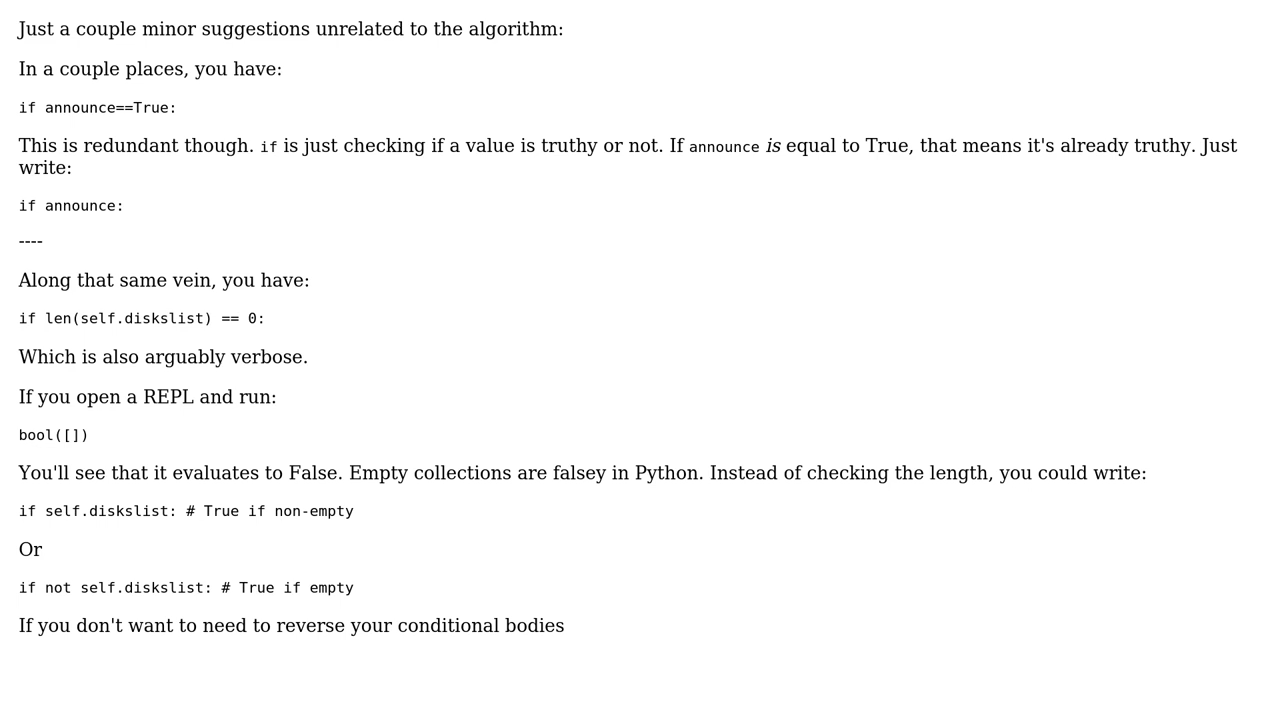 Just a couple minor suggestions unrelated to the algorithm:
In a couple places, you have:
if announce==True:
This is redundant though. if is just checking if a value is truthy or not. If announce is equal to True, that means it's already truthy. Just
write:
if announce:
----
Along that same vein, you have:
if len(self.diskslist) == 0:
Which is also arguably verbose.
If you open a REPL and run:
bool([])
You'll see that it evaluates to False. Empty collections are falsey in Python. Instead of checking the length, you could write:
if self.diskslist: # True if non-empty
Or
if not self.diskslist: # True if empty
If you don't want to need to reverse your conditional bodies